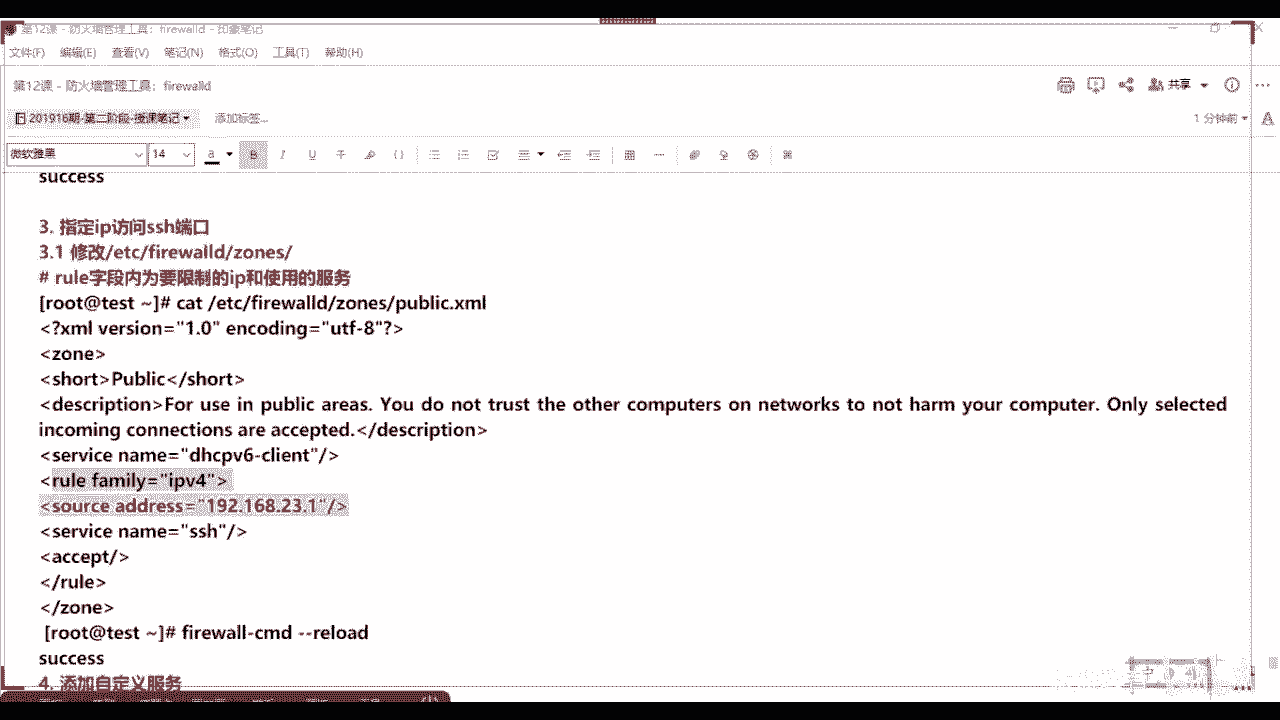 第12课 - 防火墙管理工具：firewalld - 印象笔记
文件(F) 编辑(E) 查看(V) 笔记(N) 格式(O) 工具(T) 帮助(H)
第12课 - 防火墙管理工具：firewalld
共享
201916期-第二阶段-授课笔记
添加标签...
1 分钟前
微软雅黑 14
success
3. 指定ip访问ssh端口
3.1 修改/etc/firewalld/zones/
# rule字段内为要限制的ip和使用的服务
[root@test ~]# cat /etc/firewalld/zones/public.xml
<?xml version="1.0" encoding="utf-8"?>
<zone>
<short>Public</short>
<description>For use in public areas. You do not trust the other computers on networks to not harm your computer. Only selected
incoming connections are accepted.</description>
<service name="dhcpv6-client"/>
<rule family="ipv4">
<source address="192.168.23.1"/>
<service name="ssh"/>
<accept/>
</rule>
</zone>
[root@test ~]# firewall-cmd --reload
success
4. 添加自定义服务